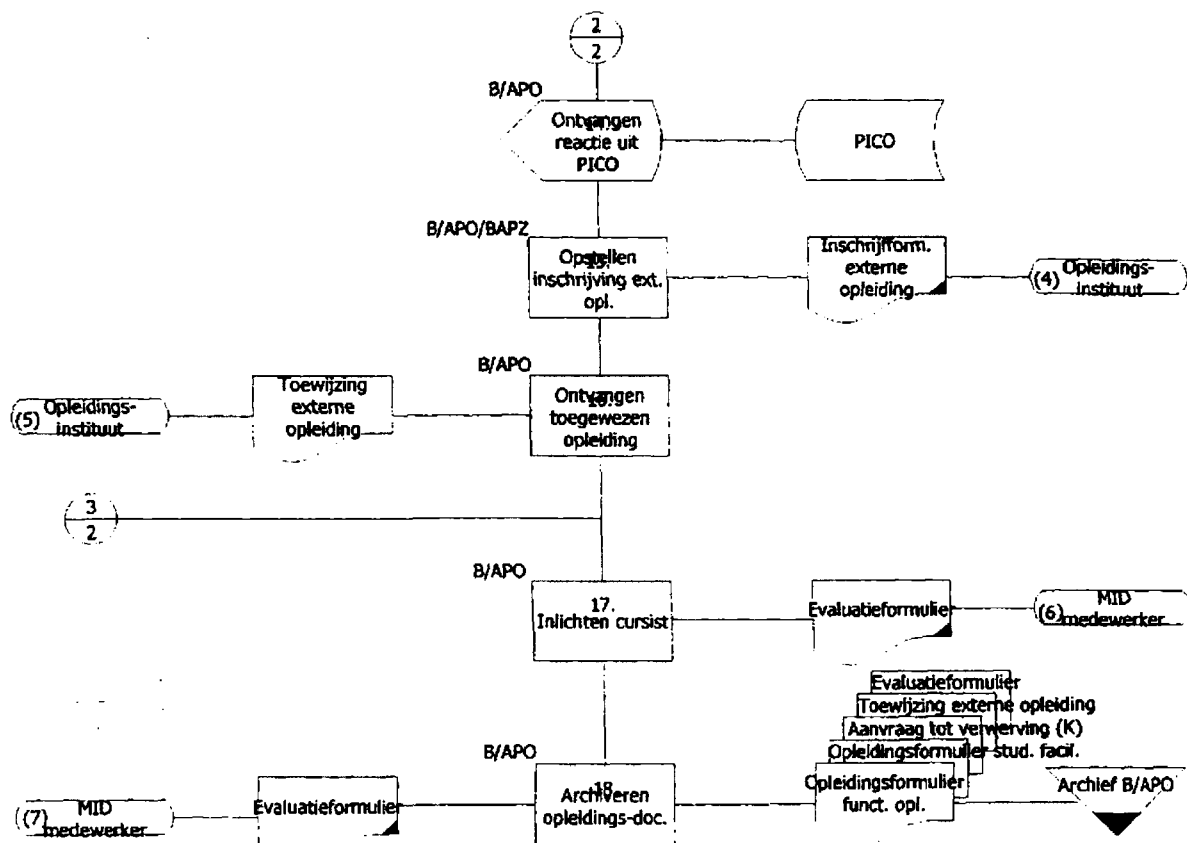 2
2
B/APO
Ontvangen
reactie uit
PICO
PICO
B/APO/BAPZ
Opstellen
inschrijving ext.
opl.
Inschrijfform.
externe
opleiding
(4) Opleidings-
instituut
B/APO
(5) Opleidings-
instituut
Toewijzing
externe
opleiding
Ontvangen
toegewezen
opleiding
3
2
B/APO
17.
Inlichten cursist
Evaluatieformulier
(6) MID
medewerker
Evaluatieformulier
Toewijzing externe opleiding
Aanvraag tot verwerving (K)
Opleidingsformulier stud. facil.
Opleidingsformulier
funct. opl.
B/APO
(7) MID
medewerker
Evaluatieformulier
18.
Archiveren
opleidings-doc.
Archief B/APO